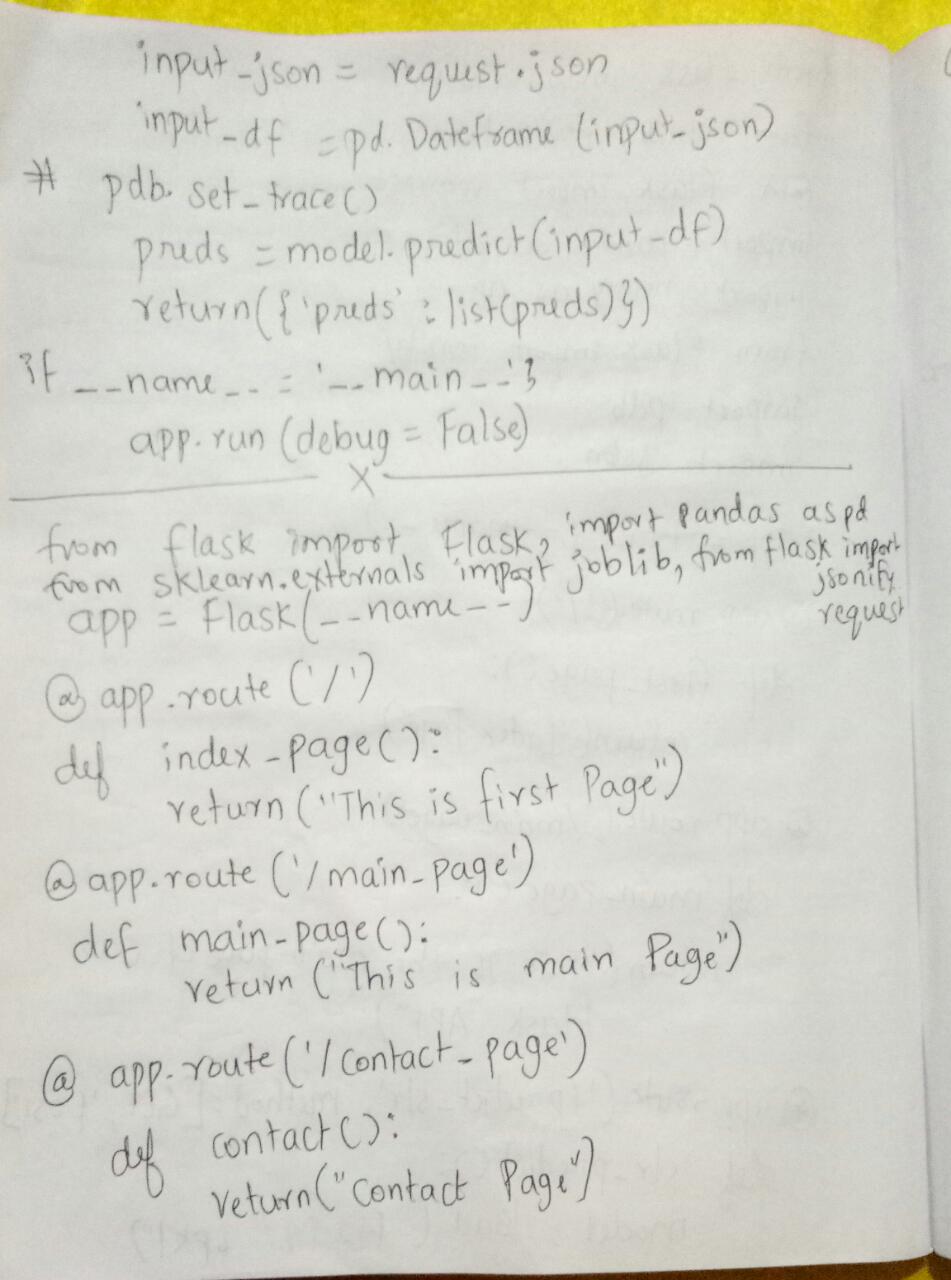 input_json = request.json
input_df = pd. Dateframe (input_json)
# pdb. set_trace()
preds = model. predict(input_df)
return({'preds' : list(preds)})
if __name__ = '__main__':
app.run (debug = False)
X
from flask import Flask, import pandas as pd
from sklearn.externals import joblib, from flask import
jsonify
request
app = Flask(__name__)
@ app.route ('/')
def index_page():
return ("This is first Page")
@ app.route ('/main_page')
def main_page():
return ("This is main Page")
@ app.route ('/contact_page')
def contact():
return("Contact Page")